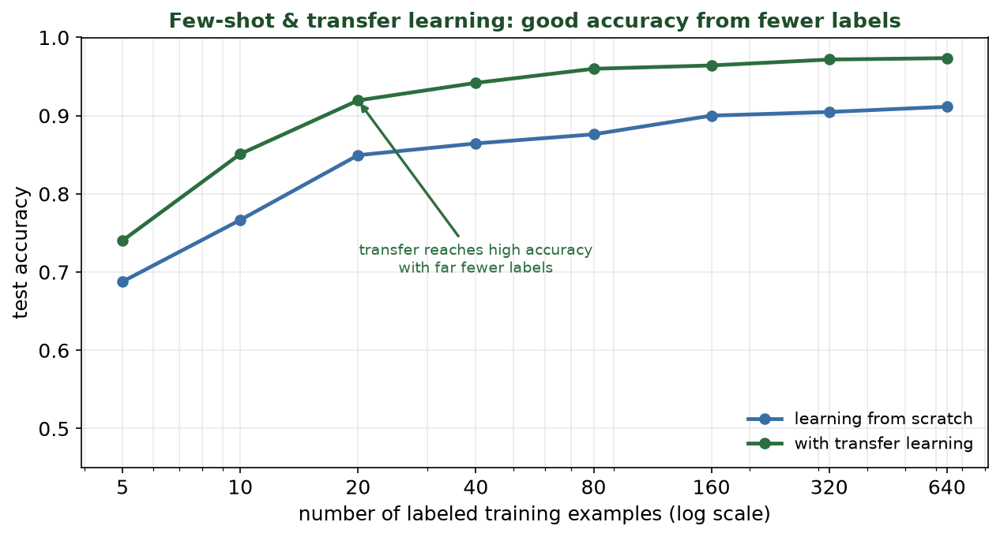 Few-shot & transfer learning: good accuracy from fewer labels
1.0
0.9
0.8
0.7
0.6
0.5
test accuracy
transfer reaches high accuracy
with far fewer labels
learning from scratch
with transfer learning
5 10 20 40 80 160 320 640
number of labeled training examples (log scale)